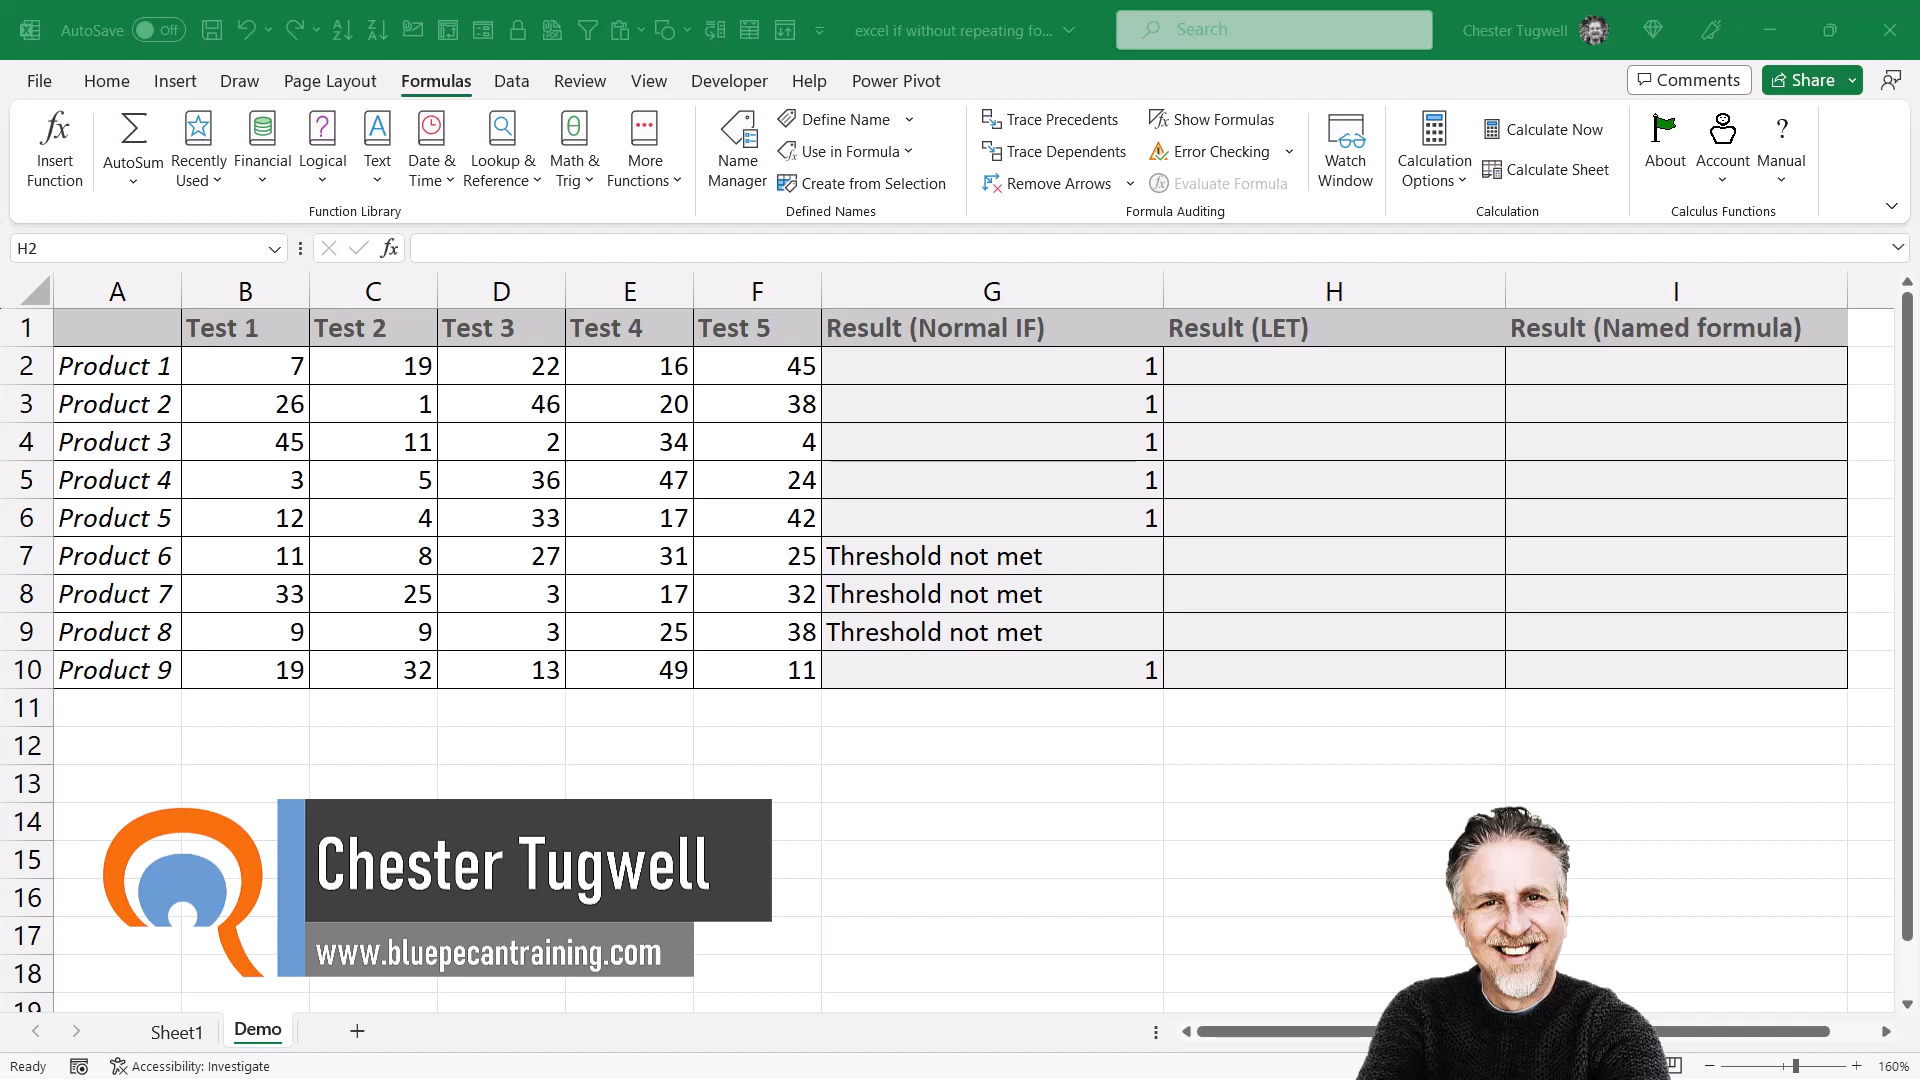 AutoSave Off excel if without repeating fo... Search Chester Tugwell
File Home Insert Draw Page Layout Formulas Data Review View Developer Help Power Pivot Comments Share
Insert Function
AutoSum
Recently Used
Financial
Logical
Text
Date & Time
Lookup & Reference
Math & Trig
More Functions
Function Library
Name Manager
Define Name
Use in Formula
Create from Selection
Defined Names
Trace Precedents
Trace Dependents
Remove Arrows
Show Formulas
Error Checking
Evaluate Formula
Formula Auditing
Watch Window
Calculation Options
Calculate Now
Calculate Sheet
Calculation
About
Account
Manual
Calculus Functions
H2 fx
A B C D E F G H I
1 Test 1 Test 2 Test 3 Test 4 Test 5 Result (Normal IF) Result (LET) Result (Named formula)
2 Product 1 7 19 22 16 45 1
3 Product 2 26 1 46 20 38 1
4 Product 3 45 11 2 34 4 1
5 Product 4 3 5 36 47 24 1
6 Product 5 12 4 33 17 42 1
7 Product 6 11 8 27 31 25 Threshold not met
8 Product 7 33 25 3 17 32 Threshold not met
9 Product 8 9 9 3 25 38 Threshold not met
10 Product 9 19 32 13 49 11 1
11
12
13
14
15
16
17
18
19
Chester Tugwell
www.bluepecantraining.com
Sheet1 Demo
Ready Accessibility: Investigate 160%